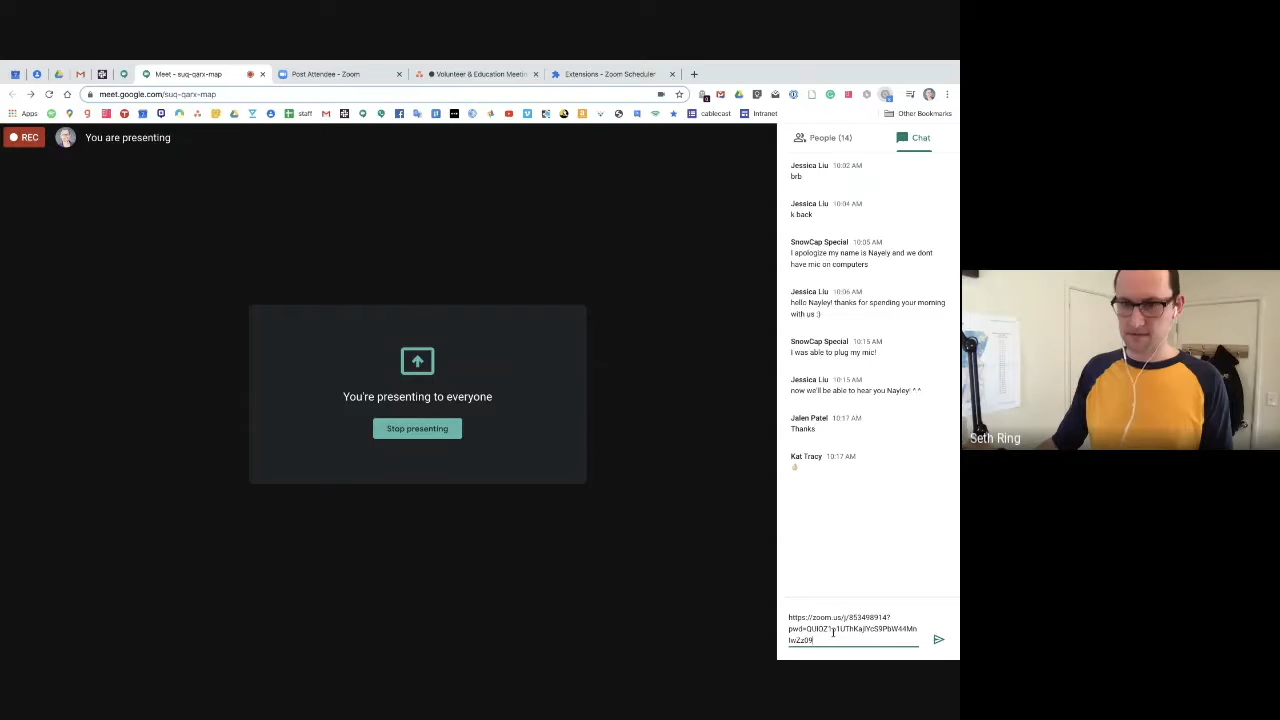 Meet - suq-qarx-map
Post Attendee - Zoom
Volunteer & Education Meetin
Extensions - Zoom Scheduler
meet.google.com/suq-qarx-map
Apps
staff
cablecast
Intranet
Other Bookmarks
REC
You are presenting
People (14)
Chat
Jessica Liu 10:02 AM
brb
Jessica Liu 10:04 AM
k back
SnowCap Special 10:05 AM
I apologize my name is Nayely and we dont
have mic on computers
Jessica Liu 10:06 AM
hello Nayley! thanks for spending your morning
with us :)
SnowCap Special 10:15 AM
I was able to plug my mic!
Jessica Liu 10:15 AM
now we'll be able to hear you Nayley! ^ ^
Jalen Patel 10:17 AM
Thanks
Kat Tracy 10:17 AM
You're presenting to everyone
Stop presenting
https://zoom.us/j/853498914?
Seth Ring